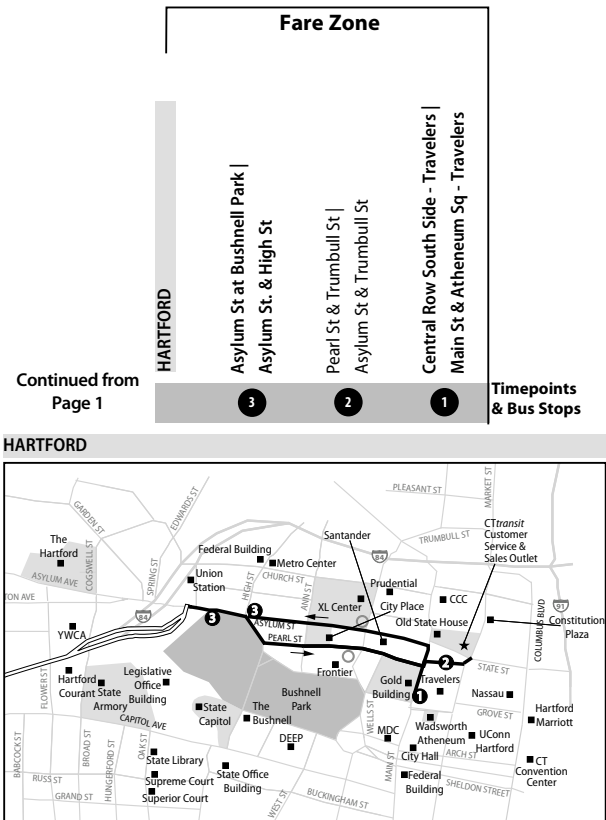 Fare Zone
HARTFORD
Asylum St at Bushnell Park |
Asylum St. & High St
Pearl St & Trumbull St |
Asylum St & Trumbull St
Central Row South Side - Travelers |
Main St & Atheneum Sq - Travelers
Continued from
Page 1
3
2
1
Timepoints
& Bus Stops
HARTFORD
PLEASANT ST
MARKET ST
GARDEN ST
EDWARDS ST
The
Hartford
COGSWELL ST
ASYLUM AVE
SPRING ST
TON AVE
84
Federal Building
Metro Center
Union
Station
CHURCH ST
HIGH ST
ANN ST
Santander
84
TRUMBULL ST
CTtransit
Customer
Service &
Sales Outlet
Prudential
XL Center
City Place
CCC
Old State House
COLUMBUS BLVD
91
Constitution
Plaza
3
3
ASYLUM ST
PEARL ST
YWCA
2
STATE ST
Frontier
Gold
Building
Travelers
1
Nassau
GROVE ST
Hartford
Marriott
FLOWER ST
Hartford
Courant
State
Armory
Legislative
Office
Building
CAPITOL AVE
State
Capitol
The
Bushnell
Bushnell
Park
WELLS ST
MDC
Wadsworth
Atheneum
UConn
Hartford
DEEP
MAIN ST
City Hall
ARCH ST
CT
Convention
Center
BABCOCK ST
BROAD ST
HUNGERFORD ST
OAK ST
State Library
Supreme Court
Superior Court
State Office
Building
RUSS ST
GRAND ST
WEST ST
BUCKINGHAM ST
Federal
Building
SHELDON STREET